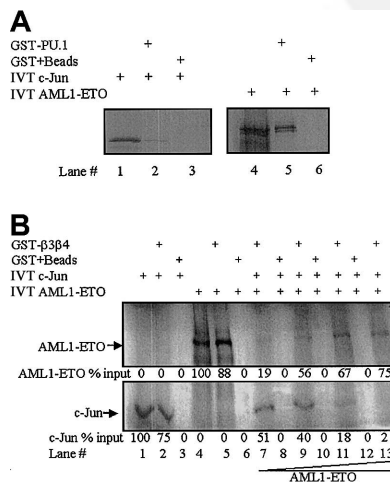 A
GST-PU.1 + +
GST+Beads + +
IVT c-Jun + + +
IVT AML1-ETO + + +
Lane # 1 2 3 4 5 6
B
GST-β3β4 + + + + + +
GST+Beads + + + + +
IVT c-Jun + + + + + + + + + +
IVT AML1-ETO + + + + + + + + + +
AML1-ETO
AML1-ETO % input 0 0 0 100 88 0 19 0 56 0 67 0 75
c-Jun
c-Jun % input 100 75 0 0 0 0 51 0 40 0 18 0 2
Lane # 1 2 3 4 5 6 7 8 9 10 11 12 13
AML1-ETO